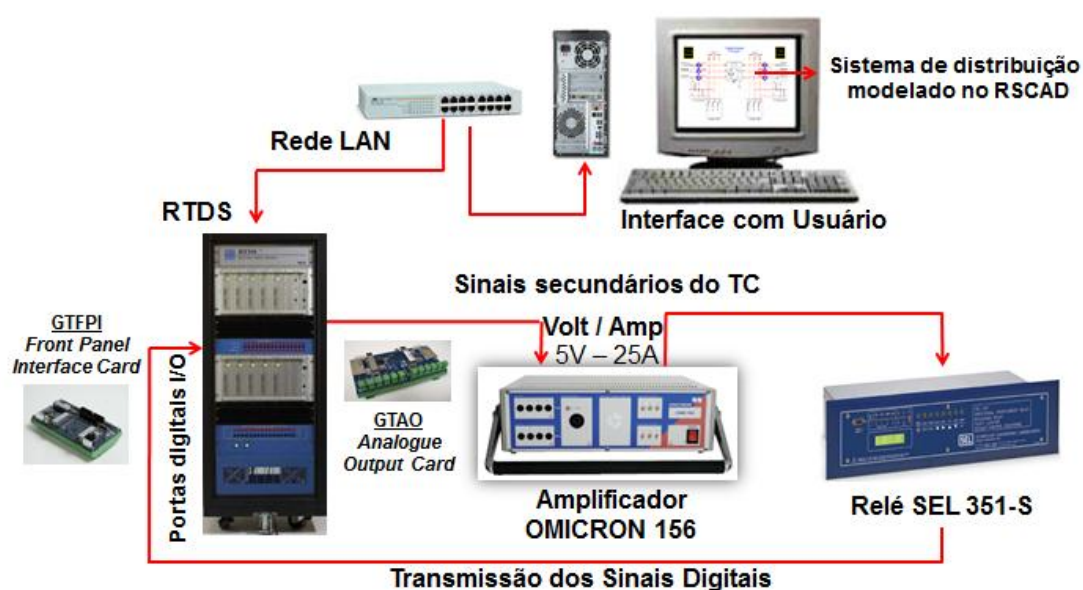 Sistema de distribuição
modelado no RSCAD
Rede LAN
Interface com Usuário
RTDS
Sinais secundários do TC
Volt / Amp
5V – 25A
GTFPI
Front Panel
Interface Card
Portas digitais I/O
GTAO
Analogue
Output Card
Amplificador
OMICRON 156
SEL
Relé SEL 351-S
Transmissão dos Sinais Digitais